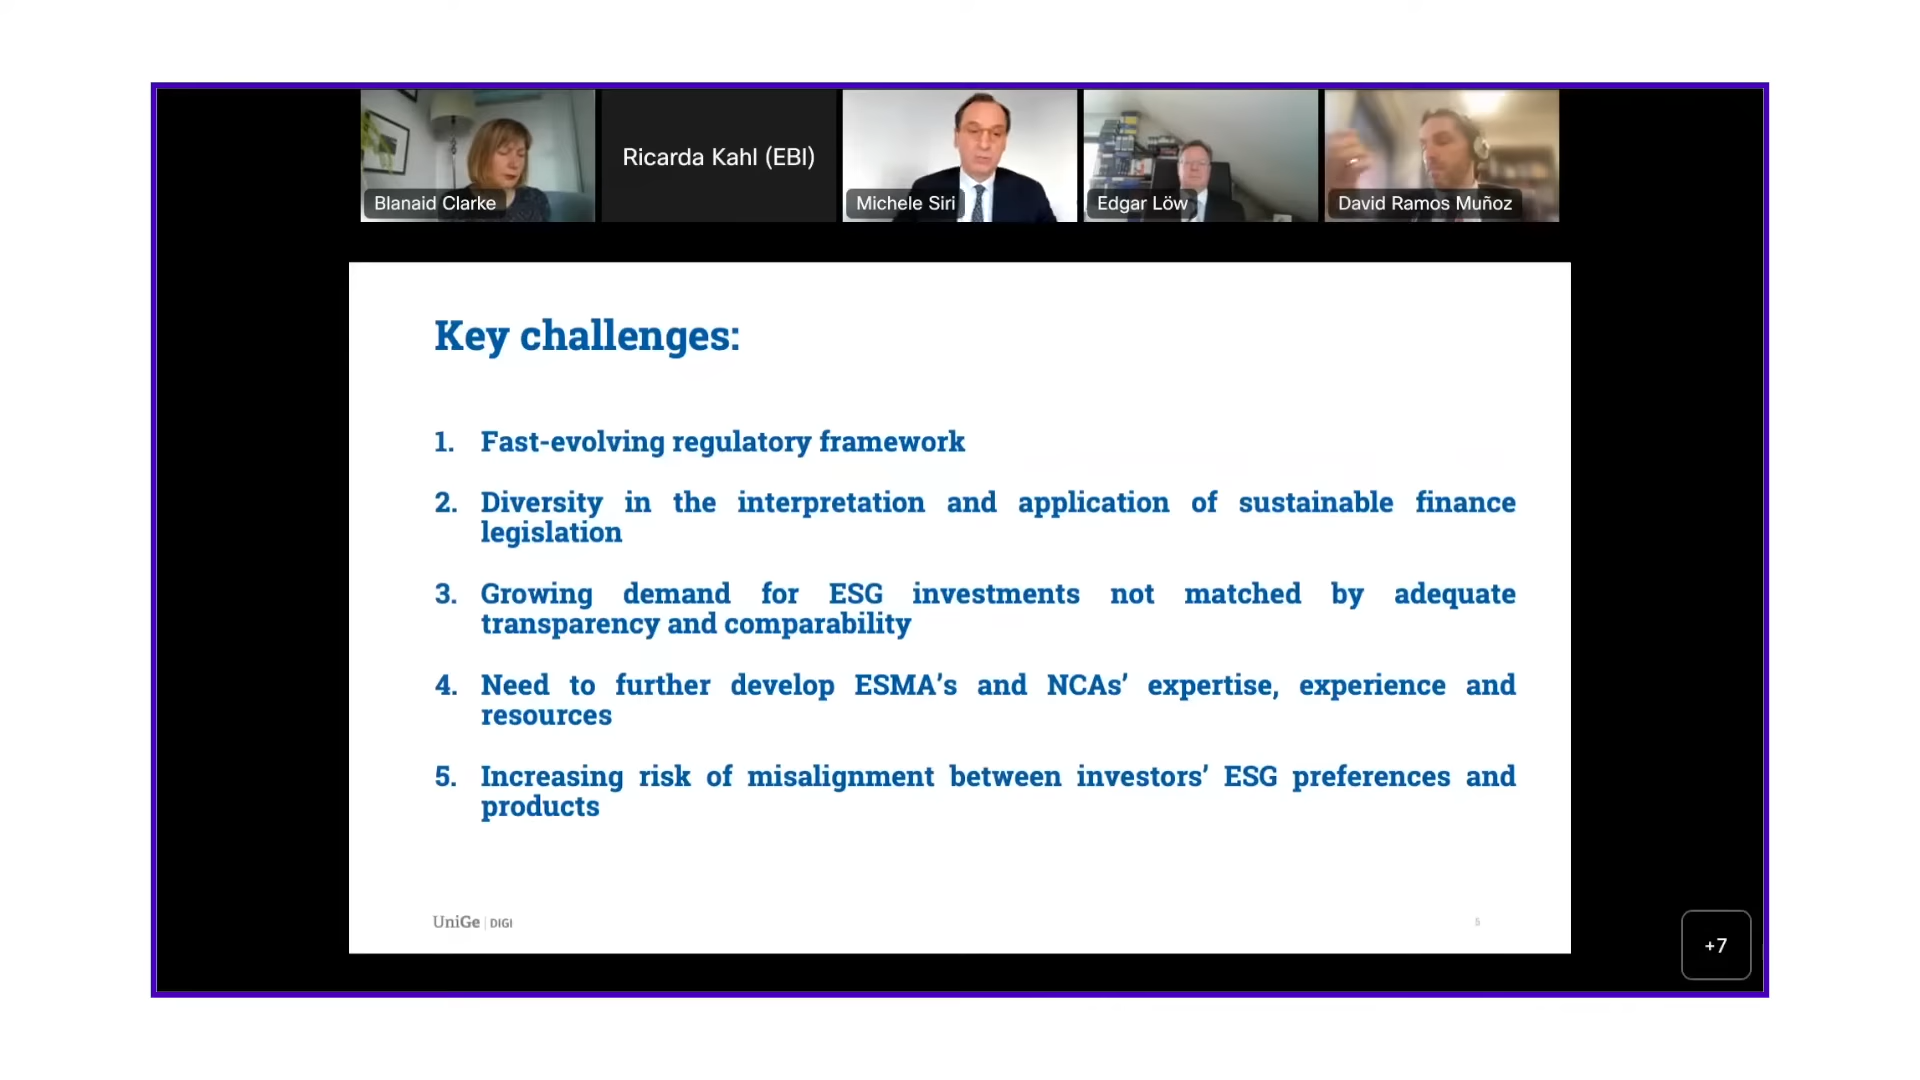 Blanaid Clarke
Ricarda Kahl (EBI)
Michele Siri
Edgar Löw
David Ramos Muñoz
Key challenges:
1. Fast-evolving regulatory framework
2. Diversity in the interpretation and application of sustainable finance
legislation
3. Growing demand for ESG investments not matched by adequate
transparency and comparability
4. Need to further develop ESMA’s and NCAs’ expertise, experience and
resources
5. Increasing risk of misalignment between investors’ ESG preferences and
products
UniGe | DIGI
5
+7